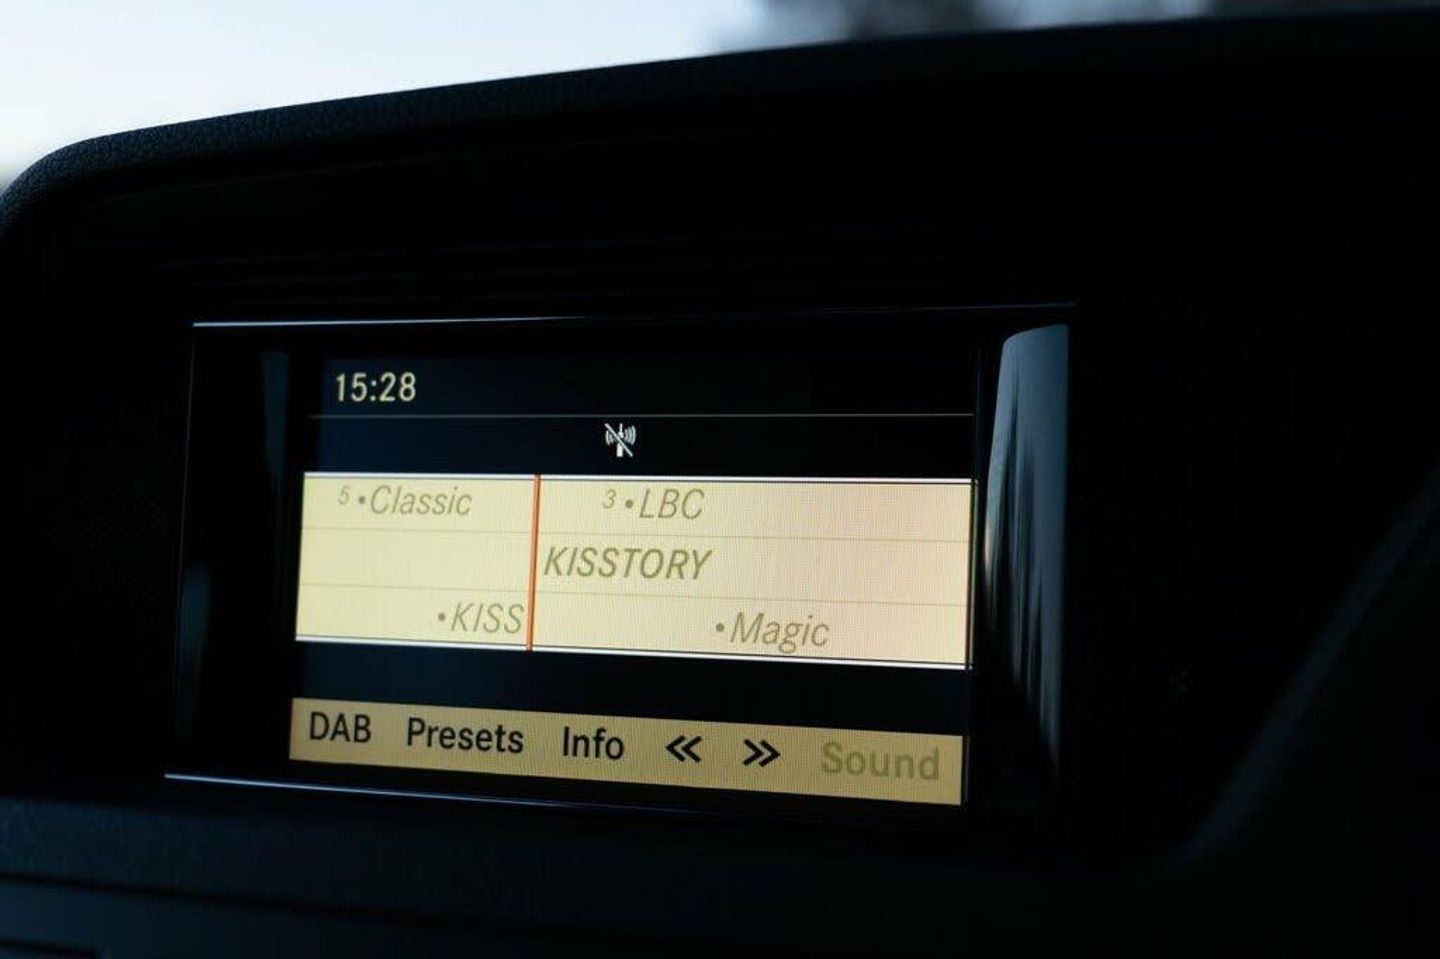 15:28
5 •Classic 3 •LBC
KISSTORY
•KISS •Magic
DAB Presets Info << >> Sound